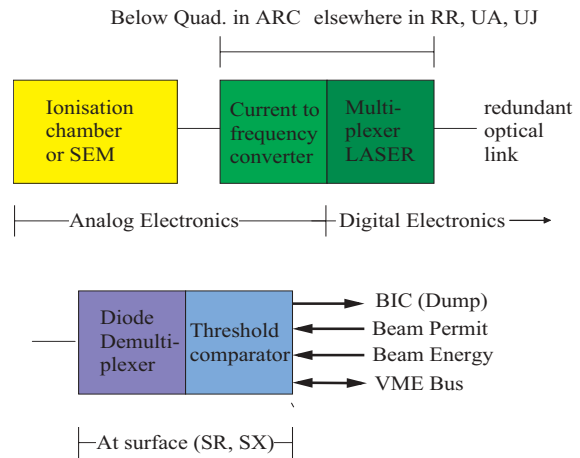 Below Quad. in ARC elsewhere in RR, UA, UJ
Ionisation
chamber
or SEM
Current to
frequency
converter
Multi-
plexer
LASER
redundant
optical
link
Analog Electronics
Digital Electronics
Diode
Demulti-
plexer
Threshold
comparator
BIC (Dump)
Beam Permit
Beam Energy
VME Bus
At surface (SR, SX)